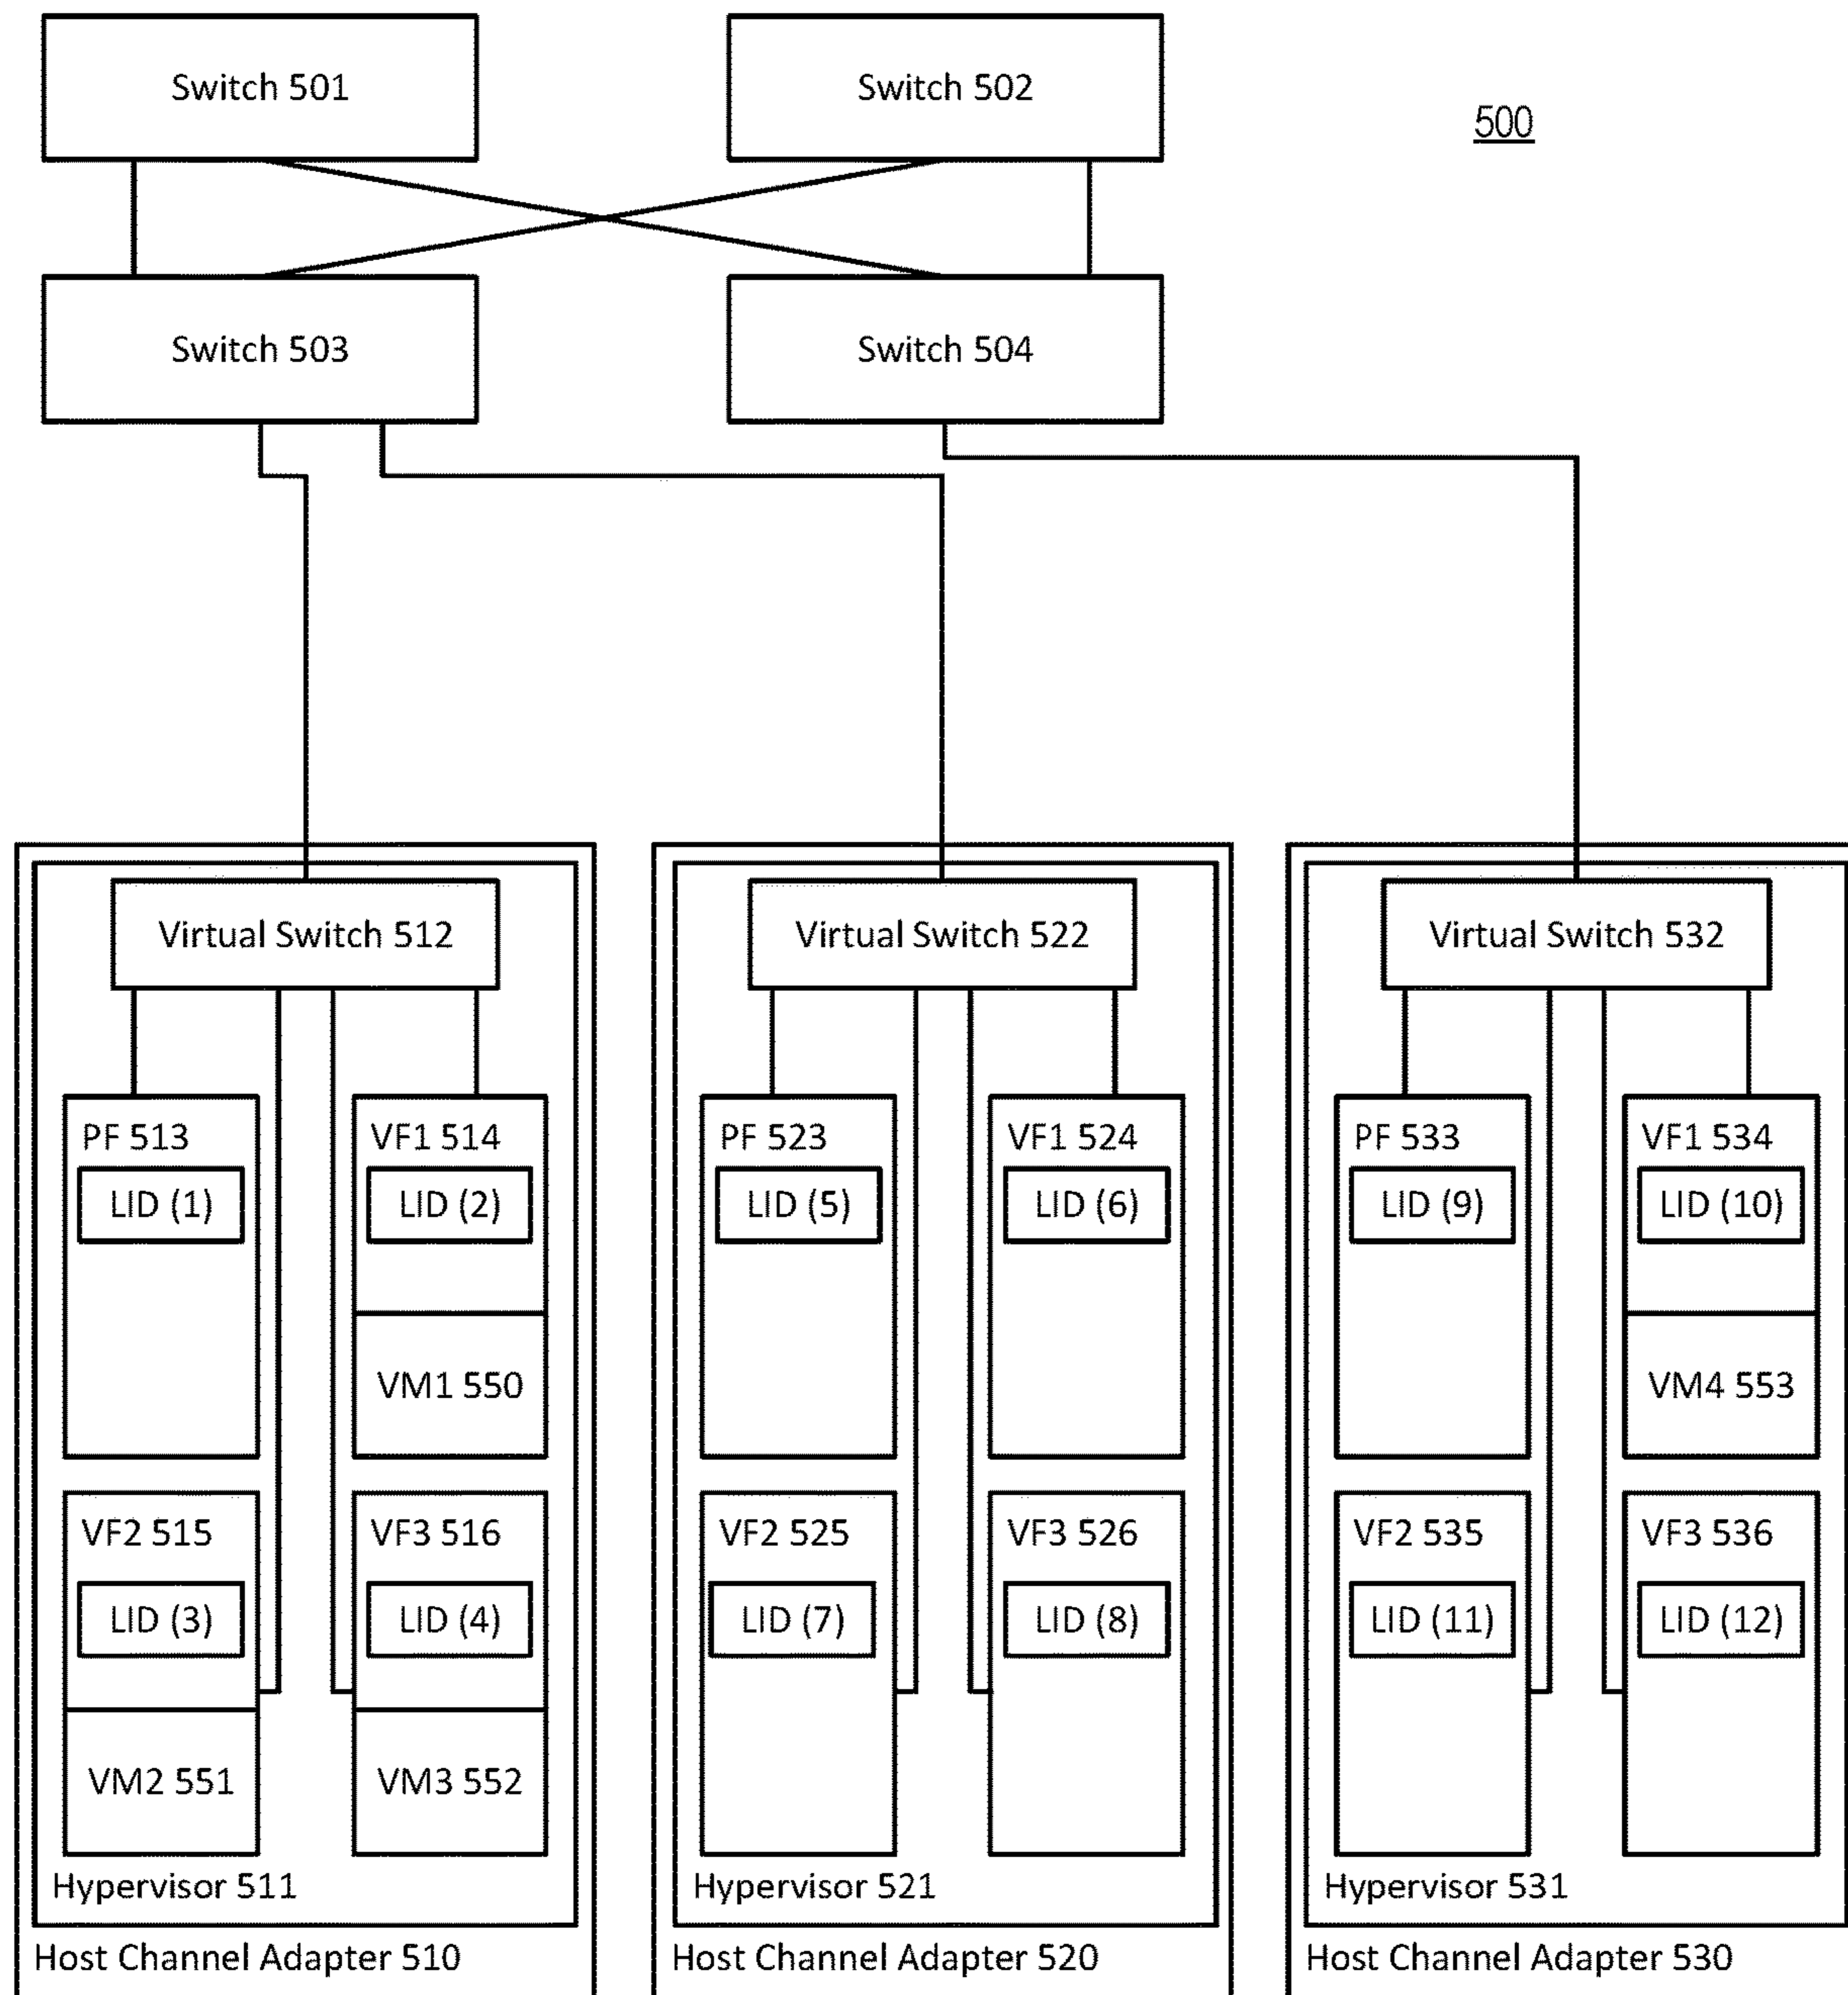 Switch 501
Switch 502
500
Switch 503
Switch 504
Virtual Switch 512
Virtual Switch 522
Virtual Switch 532
PF 513
LID (1)
VF1 514
LID (2)
VM1 550
VF2 515
LID (3)
VM2 551
VF3 516
LID (4)
VM3 552
Hypervisor 511
Host Channel Adapter 510
PF 523
LID (5)
VF1 524
LID (6)
VF2 525
LID (7)
VF3 526
LID (8)
Hypervisor 521
Host Channel Adapter 520
PF 533
LID (9)
VF1 534
LID (10)
VM4 553
VF2 535
LID (11)
VF3 536
LID (12)
Hypervisor 531
Host Channel Adapter 530